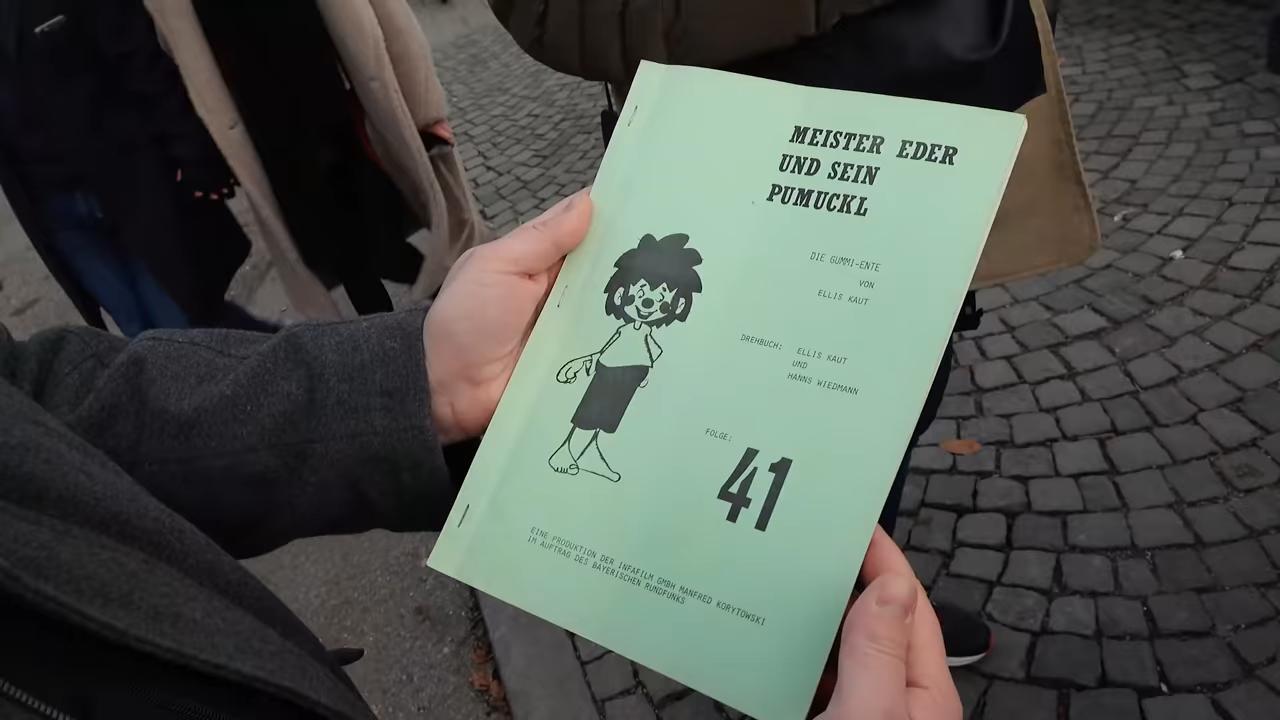 MEISTER EDER
UND SEIN
PUMUCKL
DIE GUMMI-ENTE
VON
ELLIS KAUT
DREHBUCH: ELLIS KAUT
UND
HANNS WIEDMANN
FOLGE:
41
EINE PRODUKTION DER INFAFILM GMBH MANFRED KORYTOWSKI
IM AUFTRAG DES BAYERISCHEN RUNDFUNKS